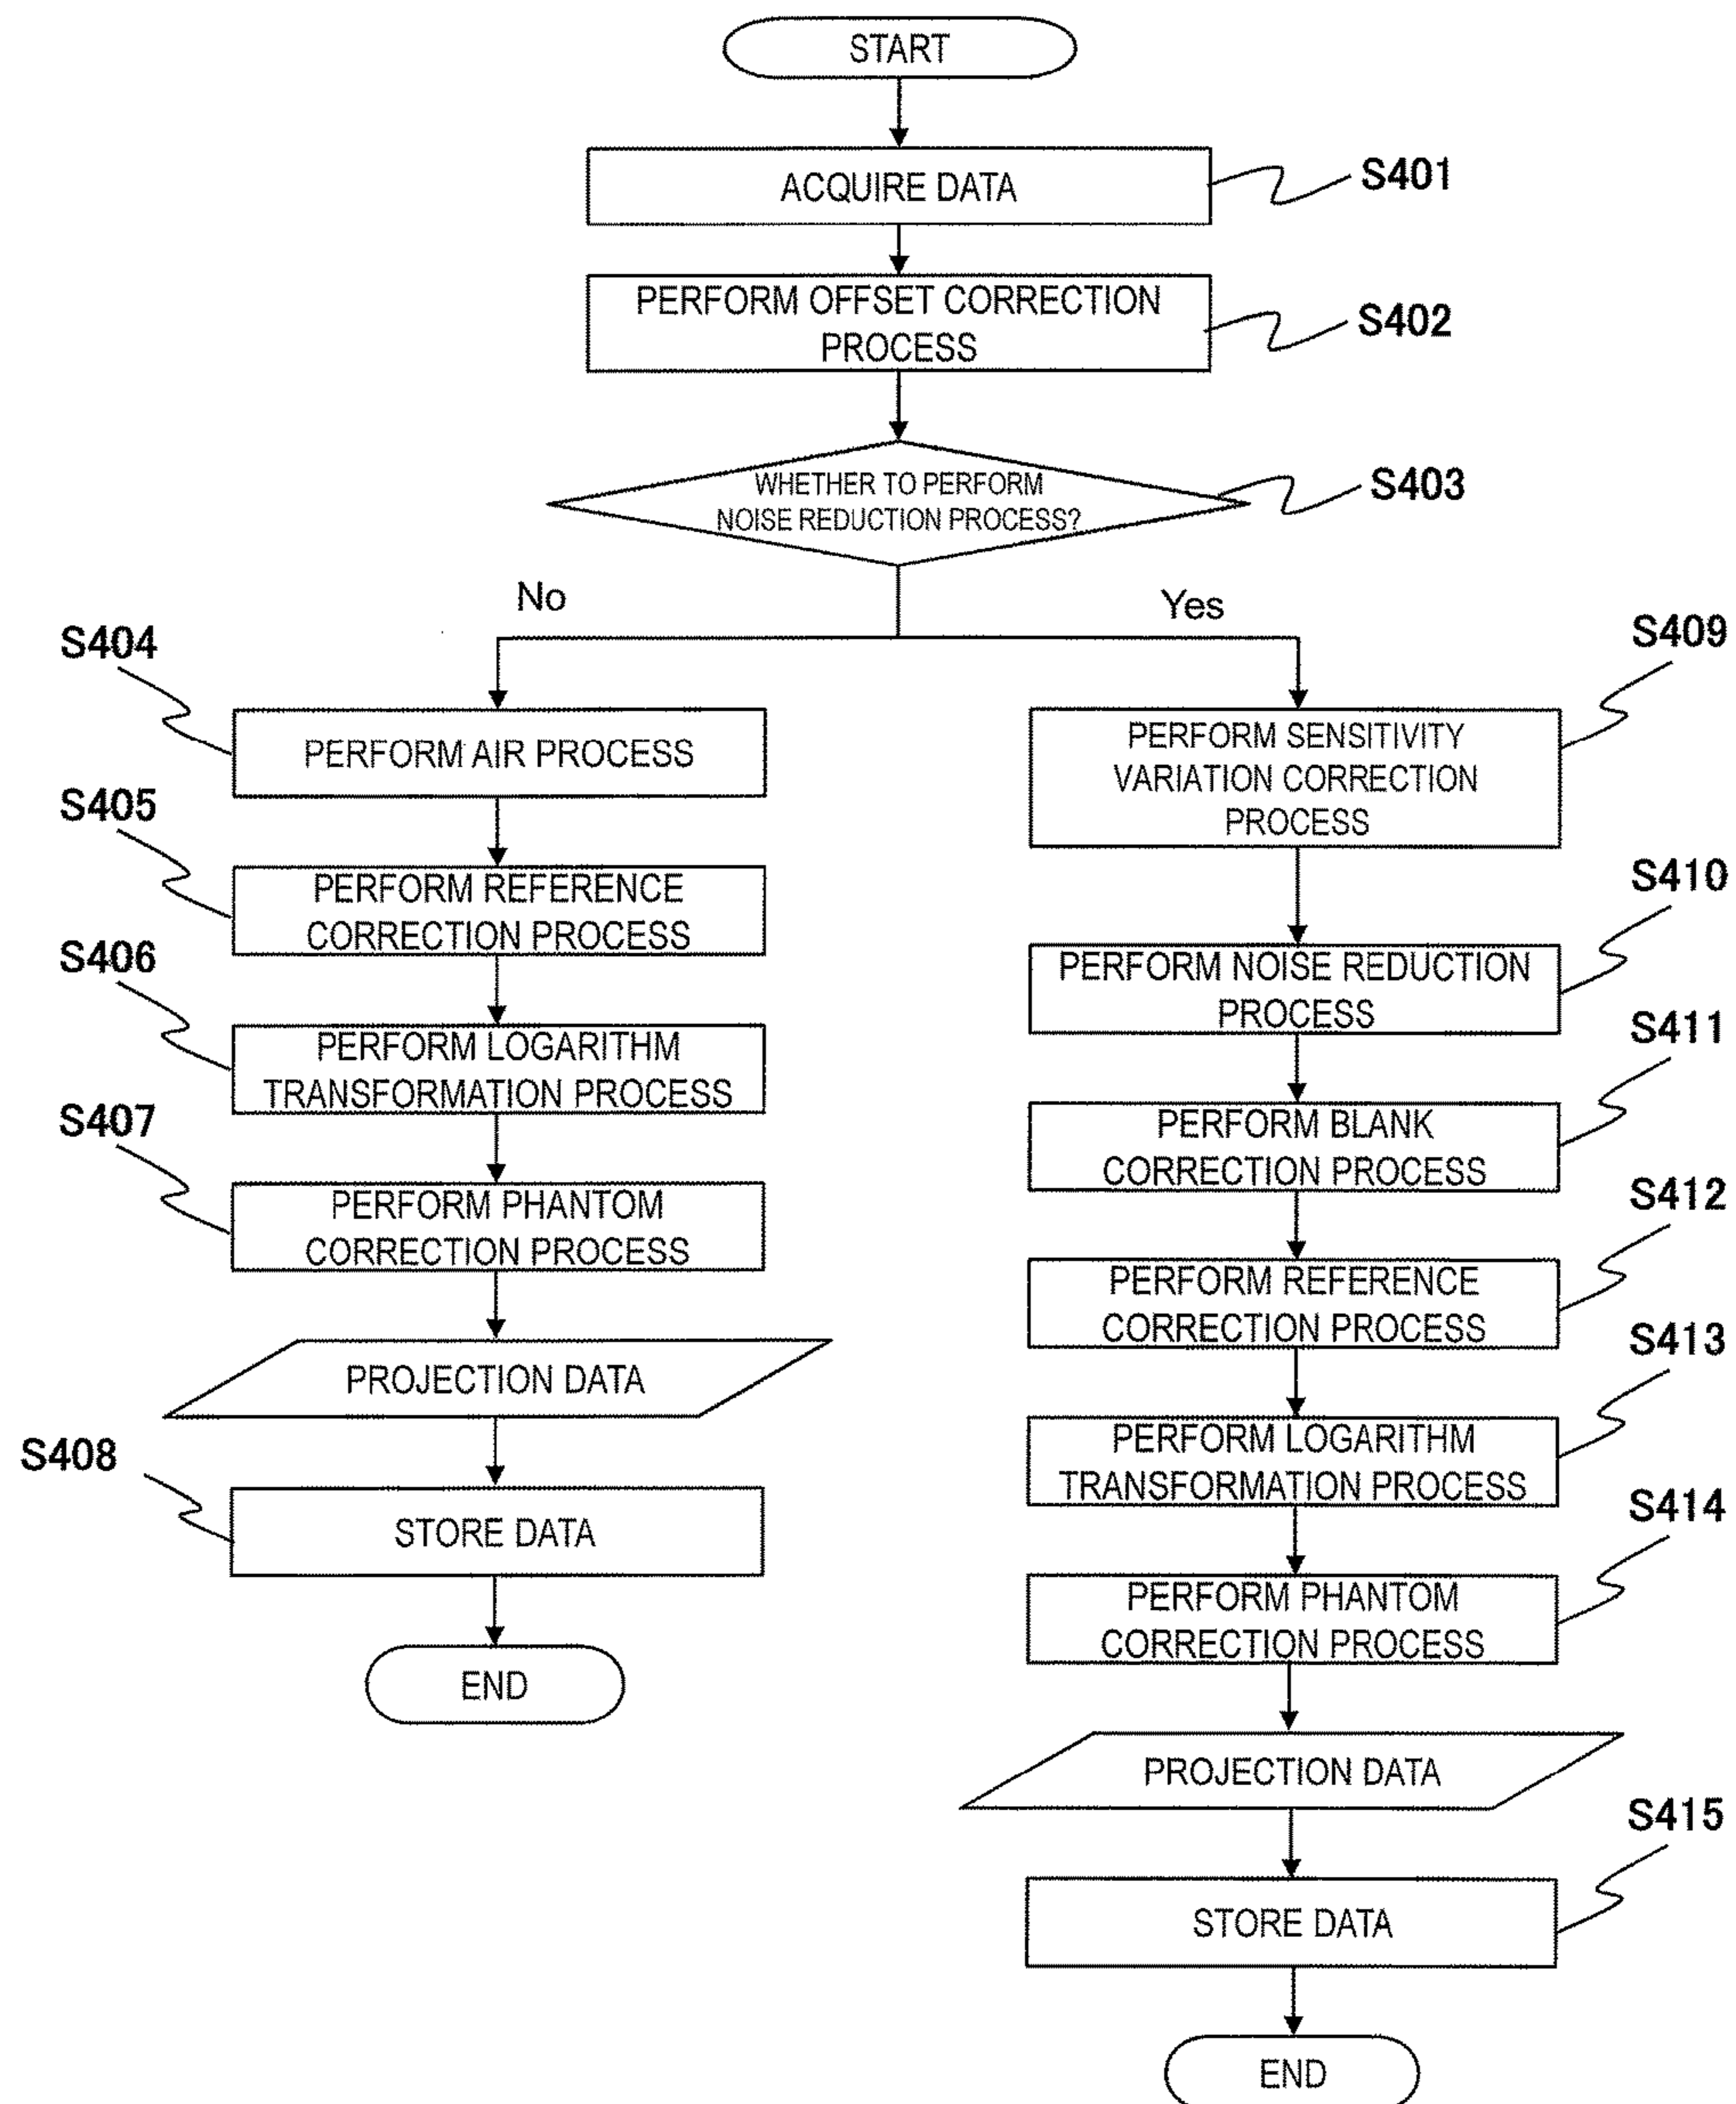 START
ACQUIRE DATA
S401
PERFORM OFFSET CORRECTION
PROCESS
S402
WHETHER TO PERFORM
NOISE REDUCTION PROCESS?
S403
No
Yes
S404
PERFORM AIR PROCESS
S405
PERFORM REFERENCE
CORRECTION PROCESS
S406
PERFORM LOGARITHM
TRANSFORMATION PROCESS
S407
PERFORM PHANTOM
CORRECTION PROCESS
PROJECTION DATA
S408
STORE DATA
END
S409
PERFORM SENSITIVITY
VARIATION CORRECTION
PROCESS
S410
PERFORM NOISE REDUCTION
PROCESS
S411
PERFORM BLANK
CORRECTION PROCESS
S412
PERFORM REFERENCE
CORRECTION PROCESS
S413
PERFORM LOGARITHM
TRANSFORMATION PROCESS
S414
PERFORM PHANTOM
CORRECTION PROCESS
PROJECTION DATA
S415
STORE DATA
END